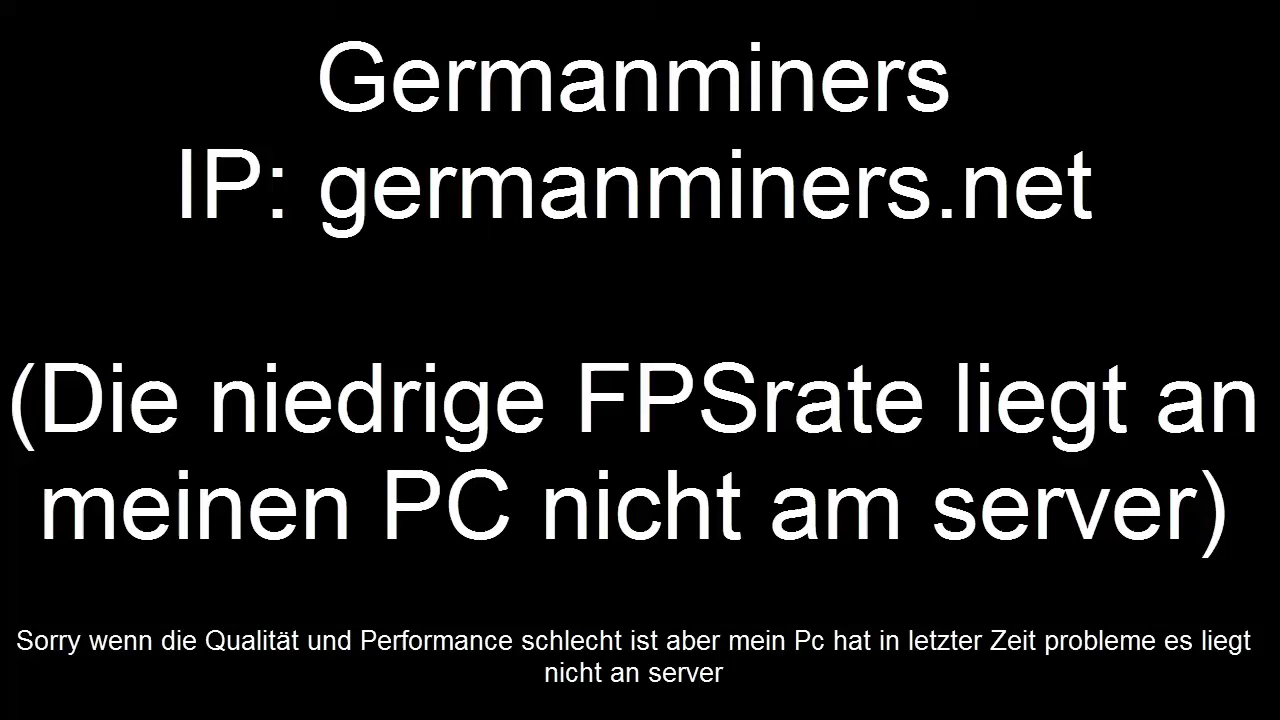 Germanminers
IP: germanminers.net
(Die niedrige FPSrate liegt an
meinen PC nicht am server)
Sorry wenn die Qualität und Performance schlecht ist aber mein Pc hat in letzter Zeit probleme es liegt
nicht an server